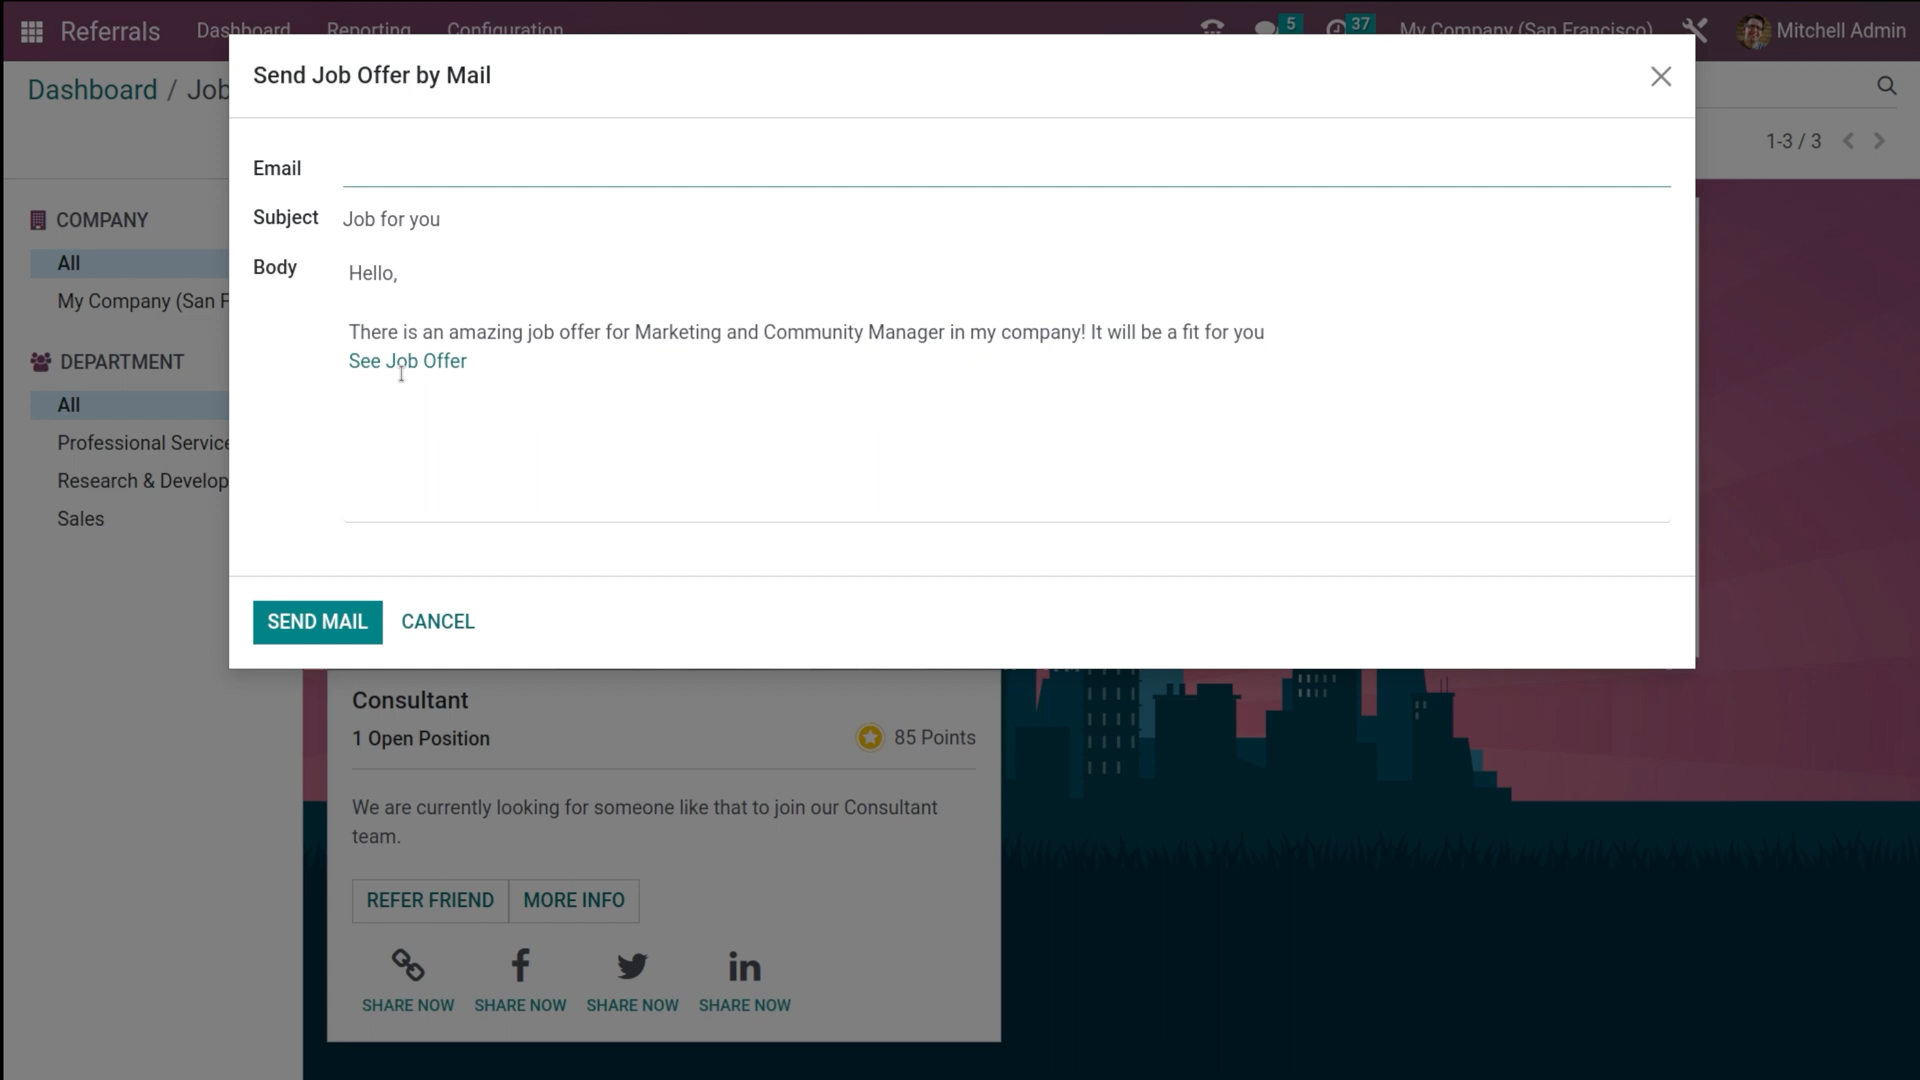 Referrals Dashboard Reporting Configuration 5 37 My Company (San Francisco) Mitchell Admin
Dashboard / Job
Send Job Offer by Mail
1-3 / 3
Email
Subject Job for you
Body Hello,
There is an amazing job offer for Marketing and Community Manager in my company! It will be a fit for you
See Job Offer
SEND MAIL CANCEL
COMPANY
All
My Company (San F
DEPARTMENT
All
Professional Service
Research & Develop
Sales
Consultant
1 Open Position 85 Points
We are currently looking for someone like that to join our Consultant
team.
REFER FRIEND MORE INFO
SHARE NOW SHARE NOW SHARE NOW SHARE NOW